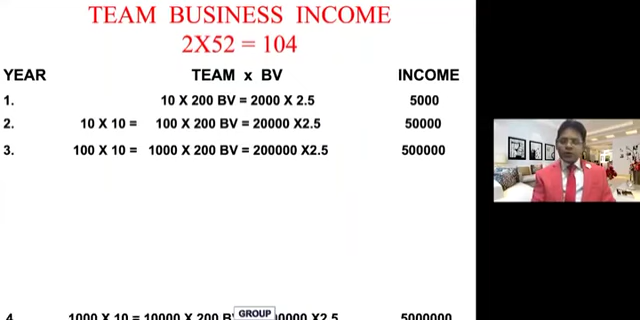 TEAM BUSINESS INCOME
2X52 = 104
YEAR TEAM x BV INCOME
1. 10 X 200 BV = 2000 X 2.5 5000
2. 10 X 10 = 100 X 200 BV = 20000 X2.5 50000
3. 100 X 10 = 1000 X 200 BV = 200000 X2.5 500000
4. 1000 X 10 = 10000 X 200 X2.5 5000000
GROUP